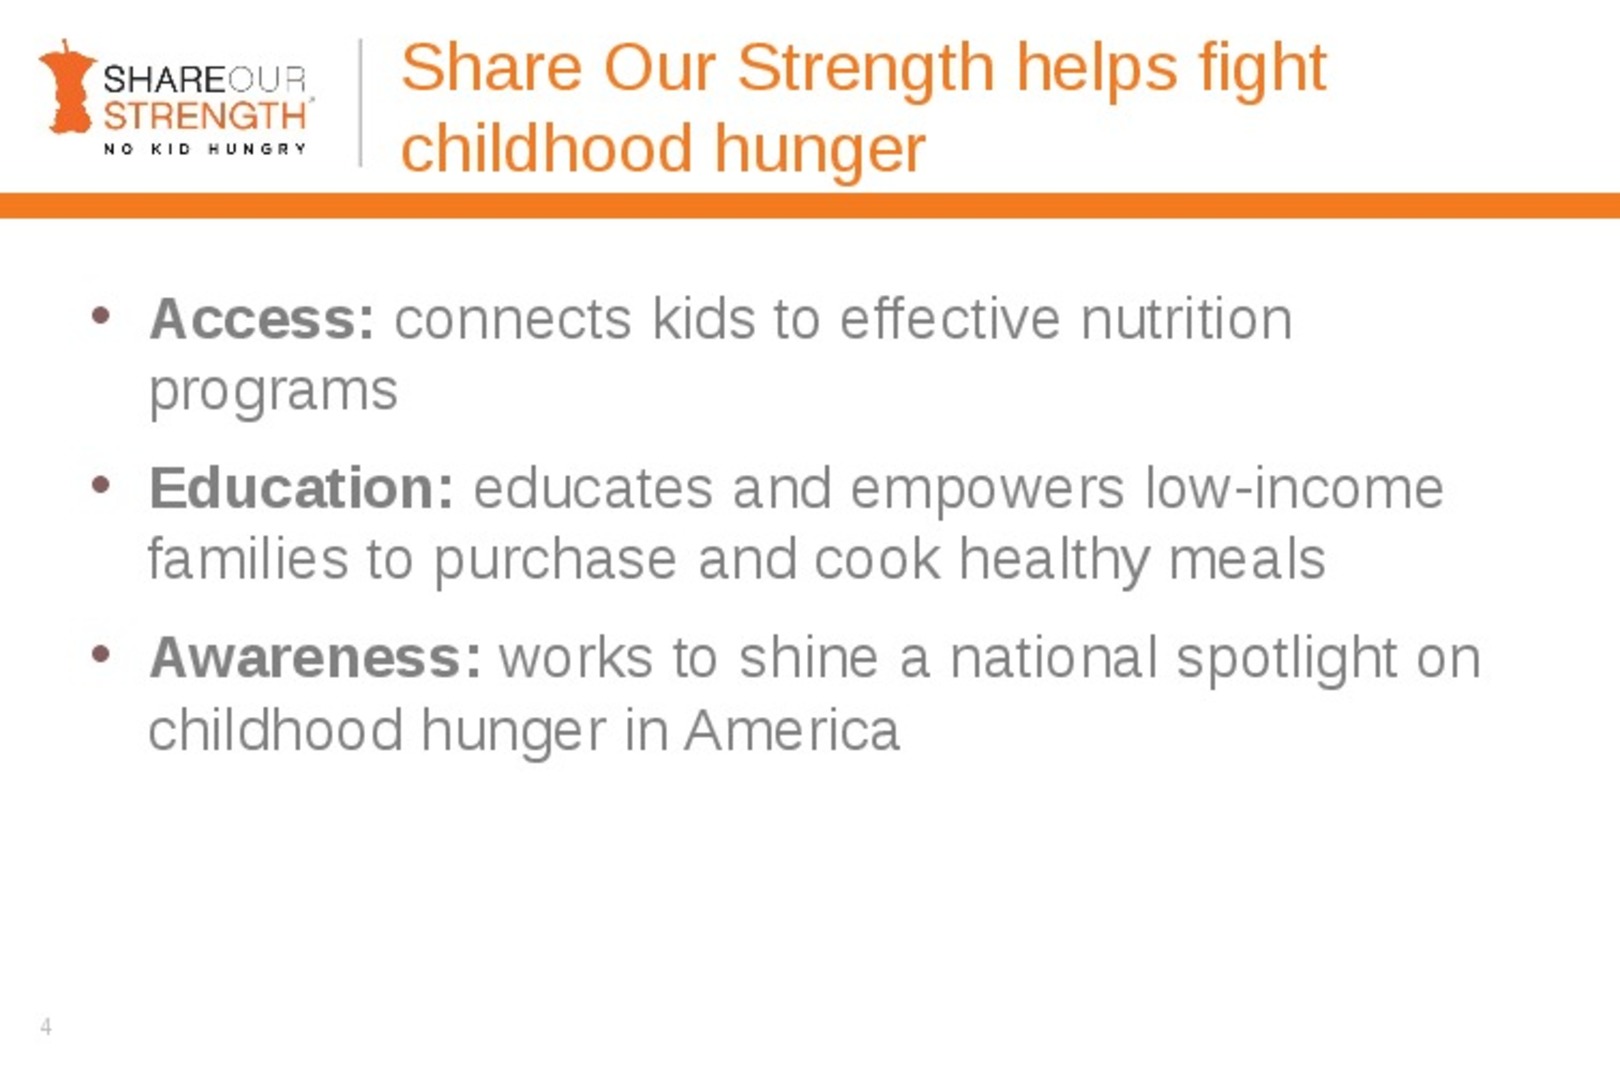 SHAREOUR
STRENGTH
NO KID HUNGRY
Share Our Strength helps fight
childhood hunger
• Access: connects kids to effective nutrition
programs
• Education: educates and empowers low-income
families to purchase and cook healthy meals
• Awareness: works to shine a national spotlight on
childhood hunger in America
4